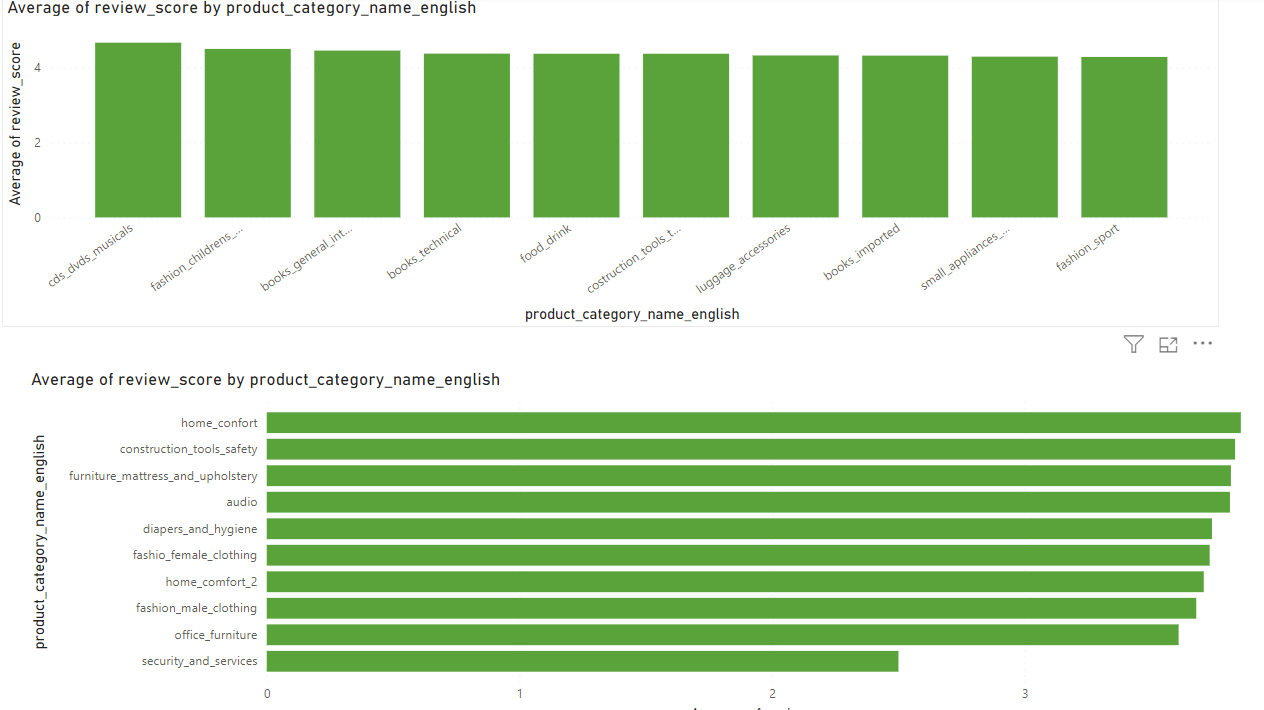 Average of review_score by product_category_name_english
Average of review_score
4
2
0
cds_dvds_musicals
fashion_childrens_...
books_general_int...
books_technical
food_drink
costruction_tools_t...
luggage_accessories
books_imported
small_appliances_...
fashion_sport
product_category_name_english
Average of review_score by product_category_name_english
product_category_name_english
home_confort
construction_tools_safety
furniture_mattress_and_upholstery
audio
diapers_and_hygiene
fashio_female_clothing
home_comfort_2
fashion_male_clothing
office_furniture
security_and_services
0
1
2
3